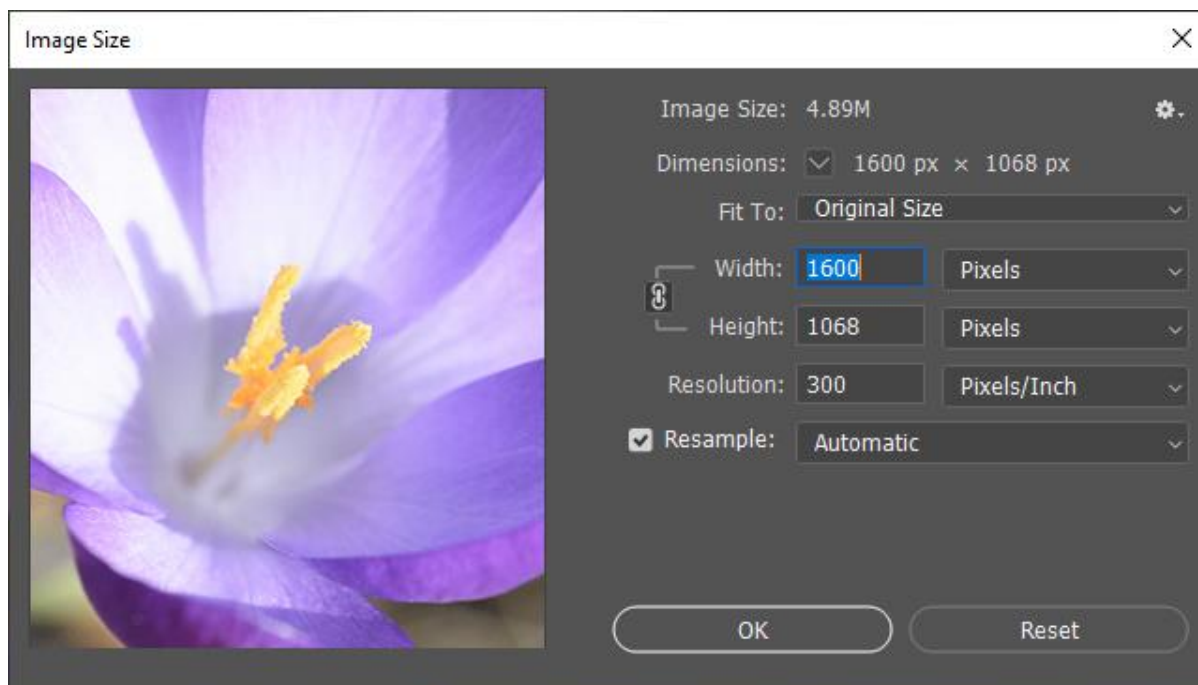 Image Size
Image Size: 4.89M
Dimensions: 1600 px × 1068 px
Fit To: Original Size
Width: 1600 Pixels
Height: 1068 Pixels
Resolution: 300 Pixels/Inch
Resample: Automatic
OK Reset